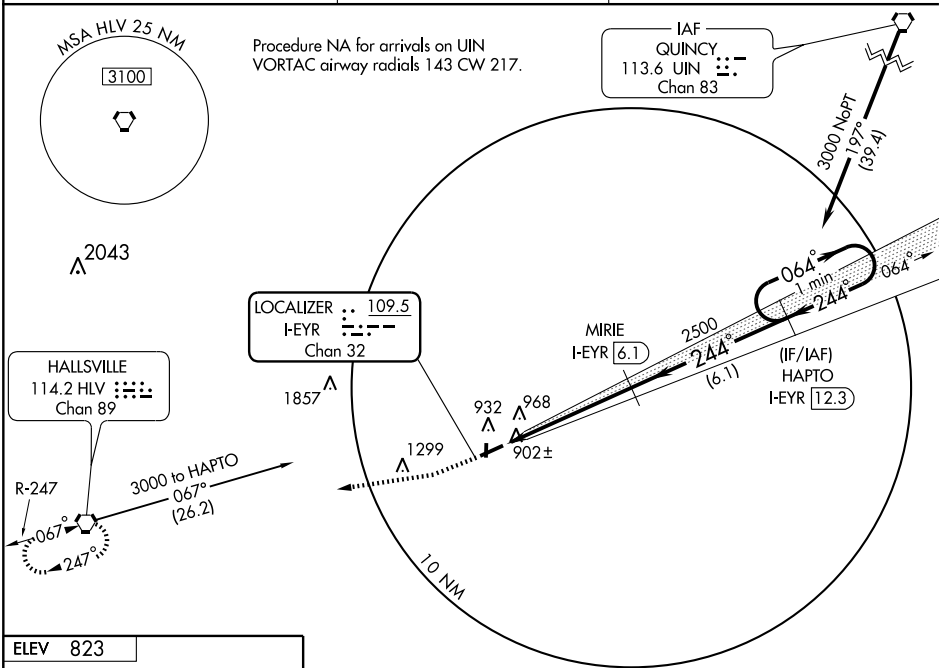 MSA HLV 25 NM
3100
Procedure NA for arrivals on UIN
VORTAC airway radials 143 CW 217.
IAF
QUINCY
113.6 UIN
Chan 83
3000 NoPT
197°
(39.4)
2043
LOCALIZER 109.5
I-EYR
Chan 32
1857
HALLSVILLE
114.2 HLV
Chan 89
R-247
067°
247°
3000 to HAPTO
067°
(26.2)
1299
932
968
902±
MIRIE
I-EYR 6.1
2500
244°
(6.1)
064°
1 min
244°
064°
(IF/IAF)
HAPTO
I-EYR 12.3
10 NM
ELEV 823